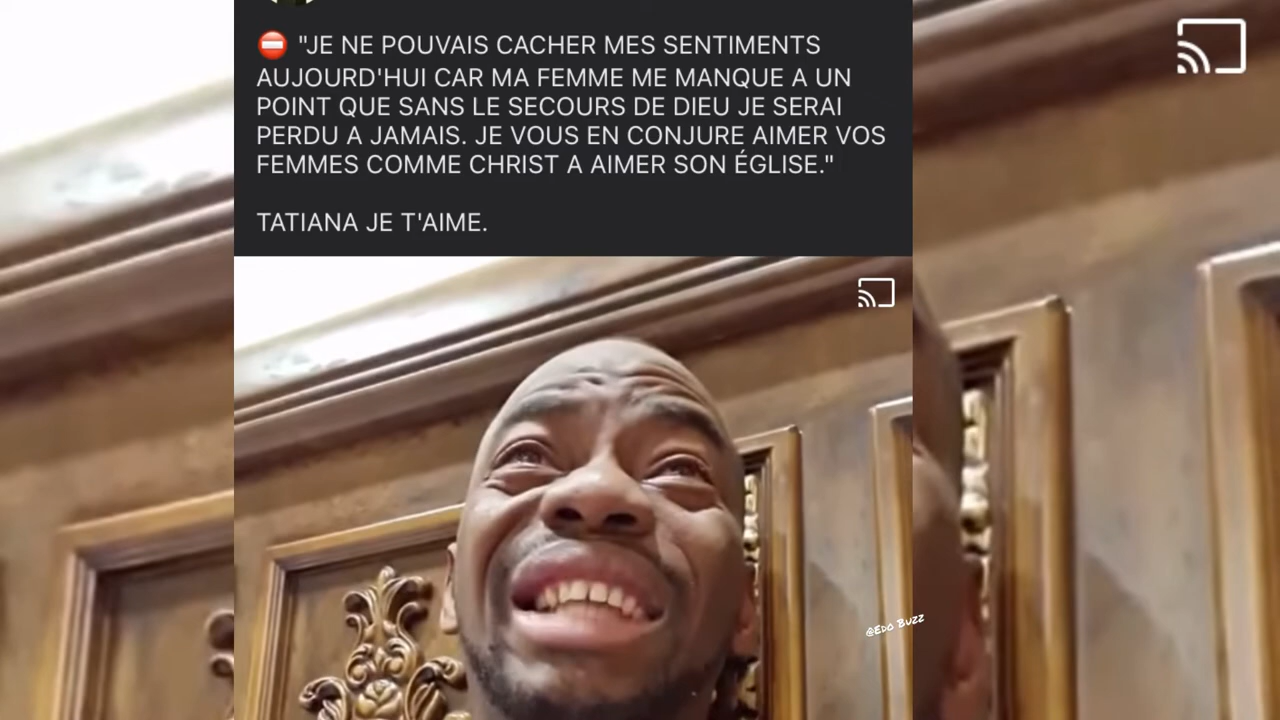 ⛔ "JE NE POUVAIS CACHER MES SENTIMENTS
AUJOURD'HUI CAR MA FEMME ME MANQUE A UN
POINT QUE SANS LE SECOURS DE DIEU JE SERAI
PERDU A JAMAIS. JE VOUS EN CONJURE AIMER VOS
FEMMES COMME CHRIST A AIMER SON ÉGLISE."
TATIANA JE T'AIME.
@EDO BUZZ